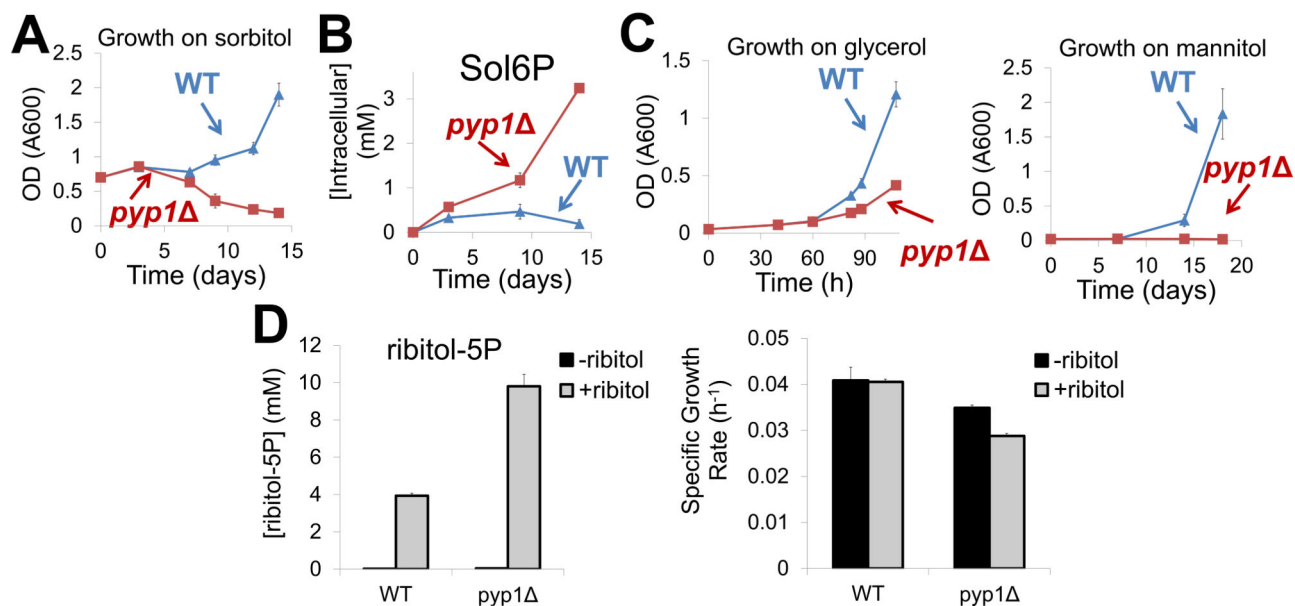 A
Growth on sorbitol
OD (A600)
2.5
2
1.5
1
0.5
0
WT
pyp1Δ
0
5
10
15
Time (days)
B
Sol6P
[Intracellular]
(mM)
3
2
1
0
pyp1Δ
WT
0
5
10
15
Time (days)
C
Growth on glycerol
OD (A600)
1.5
1
0.5
0
WT
pyp1Δ
0
30
60
90
Time (h)
Growth on mannitol
OD (A600)
2.5
2
1.5
1
0.5
0
WT
pyp1Δ
0
5
10
15
20
Time (days)
D
ribitol-5P
[ribitol-5P] (mM)
12
10
8
6
4
2
0
-ribitol
+ribitol
WT
pyp1Δ
Specific Growth
Rate (h⁻¹)
0.05
0.04
0.03
0.02
0.01
0
-ribitol
+ribitol
WT
pyp1Δ